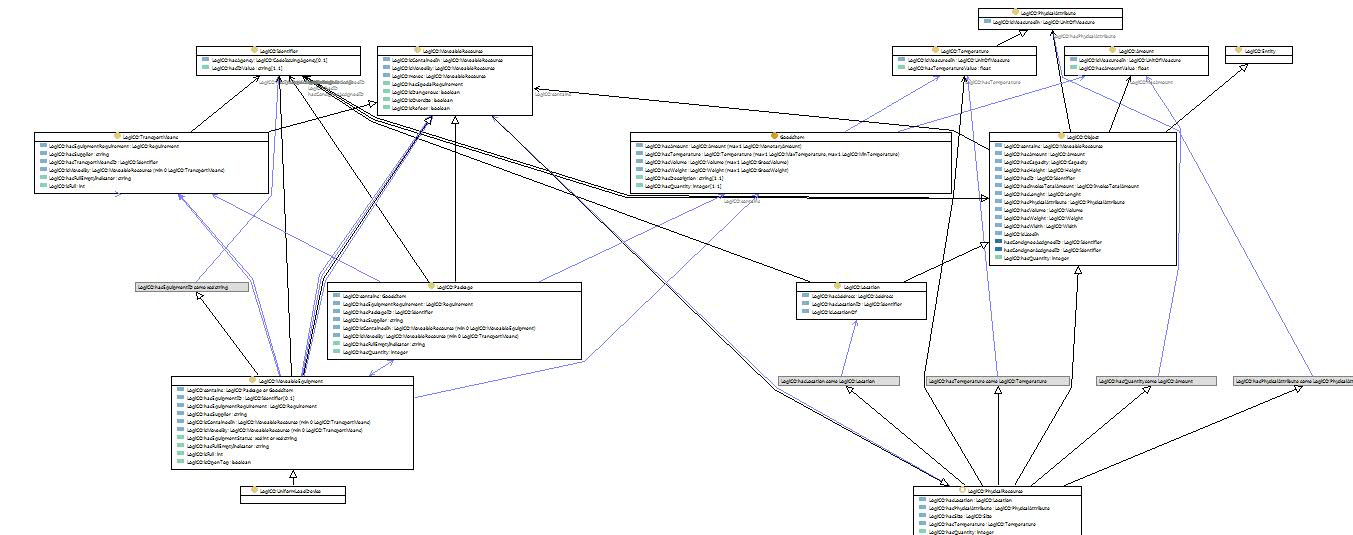 LogiCO:PhysicalAttribute
LogiCO:isMeasuredIn : LogiCO:UnitOfMeasure
LogiCO:hasPhysicalAttribute
LogiCO:Identifier
LogiCO:hasAgency : LogiCO:CodeIssuingAgency[0..1]
LogiCO:hasIDValue : string[1..1]
LogiCO:MoveableResource
LogiCO:isContainedIn : LogiCO:MoveableResource
LogiCO:isMovedBy : LogiCO:MoveableResource
LogiCO:moves : LogiCO:MoveableResource
LogiCO:hasSpecialRequirement
LogiCO:isDangerous : boolean
LogiCO:isOversize : boolean
LogiCO:isReefer : boolean
LogiCO:contains
LogiCO:Temperature
LogiCO:isMeasuredIn : LogiCO:UnitOfMeasure
LogiCO:hasTemperatureValue : float
LogiCO:hasTemperature
LogiCO:Amount
LogiCO:isMeasuredIn : LogiCO:UnitOfMeasure
LogiCO:hasAmountValue : float
LogiCO:hasAmount
LogiCO:Entity
LogiCO:TransportMeans
LogiCO:hasEquipmentRequirement : LogiCO:Requirement
LogiCO:hasSupplier : string
LogiCO:hasTransportMeansID : LogiCO:Identifier
LogiCO:isMovedBy : LogiCO:MoveableResource (min 0 LogiCO:TransportMeans)
LogiCO:hasFullEmptyIndicator : string
LogiCO:isFull : int
GoodsItem
LogiCO:hasAmount : LogiCO:Amount (max 1 LogiCO:MonetaryAmount)
LogiCO:hasTemperature : LogiCO:Temperature (max 1 LogiCO:MaxTemperature, max 1 LogiCO:MinTemperature)
LogiCO:hasVolume : LogiCO:Volume (max 1 LogiCO:GrossVolume)
LogiCO:hasWeight : LogiCO:Weight (max 1 LogiCO:GrossWeight)
LogiCO:hasDescription : string[1..1]
LogiCO:hasQuantity : integer[1..1]
LogiCO:contains
LogiCO:Object
LogiCO:contains : LogiCO:MoveableResource
LogiCO:hasAmount : LogiCO:Amount
LogiCO:hasCapacity : LogiCO:Capacity
LogiCO:hasHeight : LogiCO:Height
LogiCO:hasID : LogiCO:Identifier
LogiCO:hasInvoiceTotalAmount : LogiCO:InvoiceTotalAmount
LogiCO:hasLenght : LogiCO:Lenght
LogiCO:hasPhysicalAttribute : LogiCO:PhysicalAttribute
LogiCO:hasVolume : LogiCO:Volume
LogiCO:hasWeight : LogiCO:Weight
LogiCO:hasWidth : LogiCO:Width
LogiCO:isUsedIn
hasConsigneeAssignedID : LogiCO:Identifier
hasConsignorAssignedID : LogiCO:Identifier
LogiCO:hasQuantity : integer
LogiCO:hasEquipmentID some xsd:string
LogiCO:Package
LogiCO:contains : GoodsItem
LogiCO:hasEquipmentRequirement : LogiCO:Requirement
LogiCO:hasPackageID : LogiCO:Identifier
LogiCO:hasSupplier : string
LogiCO:isContainedIn : LogiCO:MoveableResource (min 0 LogiCO:MoveableEquipment)
LogiCO:isMovedBy : LogiCO:MoveableResource (min 0 LogiCO:TransportMeans)
LogiCO:hasFullEmptyIndicator : string
LogiCO:hasQuantity : integer
LogiCO:Location
LogiCO:hasAddress : LogiCO:Address
LogiCO:hasLocationID : LogiCO:Identifier
LogiCO:isLocationOf
LogiCO:MoveableEquipment
LogiCO:contains : LogiCO:Package or GoodsItem
LogiCO:hasEquipmentID : LogiCO:Identifier[0..1]
LogiCO:hasEquipmentRequirement : LogiCO:Requirement
LogiCO:hasSupplier : string
LogiCO:isContainedIn : LogiCO:MoveableResource (min 0 LogiCO:TransportMeans)
LogiCO:isMovedBy : LogiCO:MoveableResource (min 0 LogiCO:TransportMeans)
LogiCO:hasEquipmentStatus : xsd:int or xsd:string
LogiCO:hasFullEmptyIndicator : string
LogiCO:isFull : int
LogiCO:isOpenTop : boolean
LogiCO:hasLocation some LogiCO:Location
LogiCO:hasTemperature some LogiCO:Temperature
LogiCO:hasQuantity some LogiCO:Amount
LogiCO:hasPhysicalAttribute some LogiCO:PhysicalAtt
LogiCO:UniformLoadDevice
LogiCO:PhysicalResource
LogiCO:hasLocation : LogiCO:Location
LogiCO:hasPhysicalAttribute : LogiCO:PhysicalAttribute
LogiCO:hasSize : LogiCO:Size
LogiCO:hasTemperature : LogiCO:Temperature
LogiCO:hasQuantity : integer